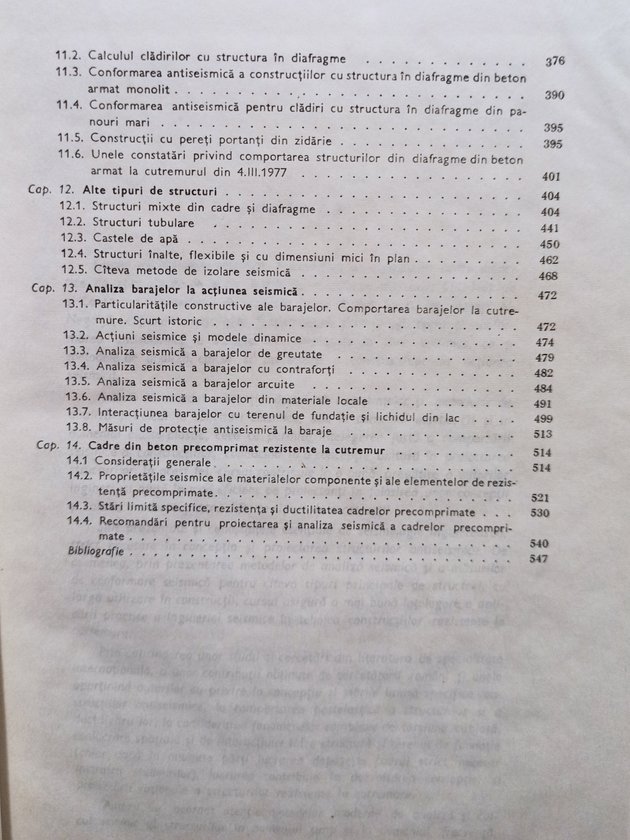 11.2. Calculul clădirilor cu structura în diafragme . . . . . . . . . . . . 376
11.3. Conformarea antiseismică a construcțiilor cu structura în diafragme din beton
armat monolit . . . . . . . . . . . . . . . . . . . . . . . . . . 390
11.4. Conformarea antiseismică pentru clădiri cu structura în diafragme din pa-
nouri mari . . . . . . . . . . . . . . . . . . . . . . . . . . . 395
11.5. Construcții cu pereți portanți din zidărie . . . . . . . . . . . . . . 395
11.6. Unele constatări privind comportarea structurilor din diafragme din beton
armat la cutremurul din 4.III.1977 . . . . . . . . . . . . . . . . . 401
Cap. 12. Alte tipuri de structuri . . . . . . . . . . . . . . . . . . . . . 404
12.1. Structuri mixte din cadre și diafragme . . . . . . . . . . . . . . . 404
12.2. Structuri tubulare . . . . . . . . . . . . . . . . . . . . . . . 441
12.3. Castele de apă . . . . . . . . . . . . . . . . . . . . . . . . . 450
12.4. Structuri înalte, flexibile și cu dimensiuni mici în plan . . . . . . . . 462
12.5. Cîteva metode de izolare seismică . . . . . . . . . . . . . . . . . 468
Cap. 13. Analiza barajelor la acțiunea seismică . . . . . . . . . . . . . . . . 472
13.1. Particularitățile constructive ale barajelor. Comportarea barajelor la cutre-
mure. Scurt istoric . . . . . . . . . . . . . . . . . . . . . . . 472
13.2. Acțiuni seismice și modele dinamice . . . . . . . . . . . . . . . . 474
13.3. Analiza seismică a barajelor de greutate . . . . . . . . . . . . . . 479
13.4. Analiza seismică a barajelor cu contraforți . . . . . . . . . . . . . 482
13.5. Analiza seismică a barajelor arcuite . . . . . . . . . . . . . . . . 484
13.6. Analiza seismică a barajelor din materiale locale . . . . . . . . . . . 491
13.7. Interacțiunea barajelor cu terenul de fundație și lichidul din lac . . . . . 499
13.8. Măsuri de protecție antiseismică la baraje . . . . . . . . . . . . . . 513
Cap. 14. Cadre din beton precomprimat rezistente la cutremur . . . . . . . . . 514
14.1 Considerații generale . . . . . . . . . . . . . . . . . . . . . . 514
14.2. Proprietățile seismice ale materialelor componente și ale elementelor de rezis-
tență precomprimate . . . . . . . . . . . . . . . . . . . . . . 521
14.3. Stări limită specifice, rezistența și ductilitatea cadrelor precomprimate . . . . 530
14.4. Recomandări pentru proiectarea și analiza seismică a cadrelor precompri-
mate . . . . . . . . . . . . . . . . . . . . . . . . . . . . . 540
Bibliografie . . . . . . . . . . . . . . . . . . . . . . . . . . . . 547